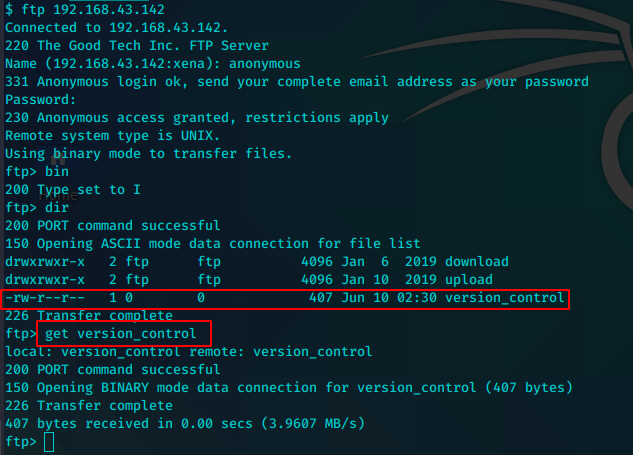 $ ftp 192.168.43.142
Connected to 192.168.43.142.
220 The Good Tech Inc. FTP Server
Name (192.168.43.142:xena): anonymous
331 Anonymous login ok, send your complete email address as your password
Password:
230 Anonymous access granted, restrictions apply
Remote system type is UNIX.
Using binary mode to transfer files.
ftp> bin
200 Type set to I
Home
ftp> dir
200 PORT command successful
150 Opening ASCII mode data connection for file list
drwxrwxr-x   2 ftp      ftp          4096 Jan  6  2019 download
drwxrwxr-x   2 ftp      ftp          4096 Jan 10  2019 upload
-rw-r--r--   1 0        0             407 Jun 10 02:30 version_control
226 Transfer complete
ftp> get version_control
local: version_control remote: version_control
200 PORT command successful
150 Opening BINARY mode data connection for version_control (407 bytes)
226 Transfer complete
407 bytes received in 0.00 secs (3.9607 MB/s)
ftp>